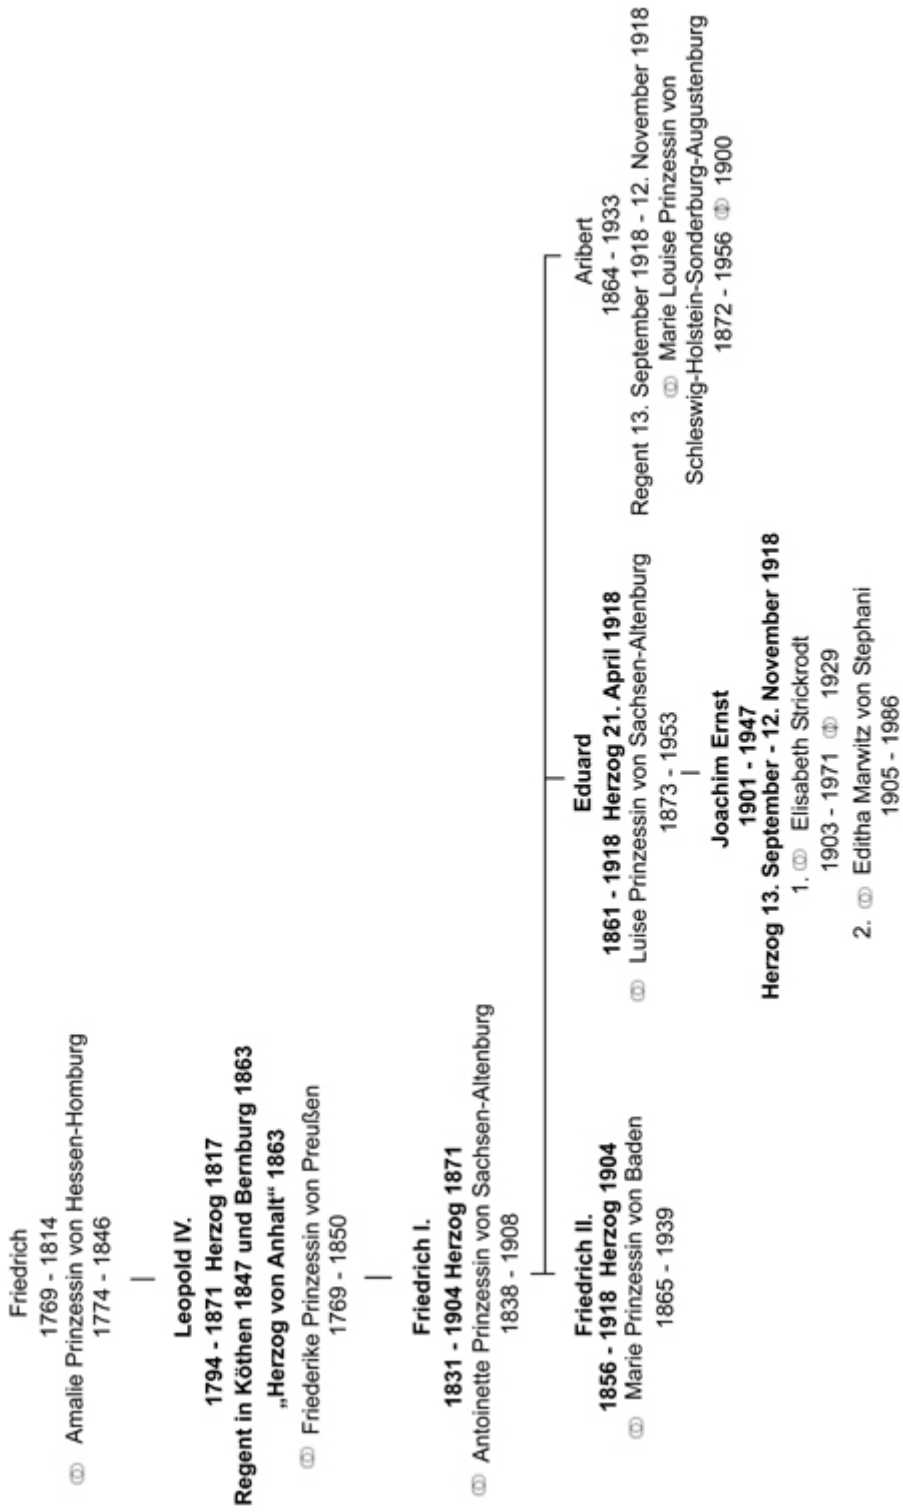 Friedrich
1769 - 1814
⚭ Amalie Prinzessin von Hessen-Homburg
1774 - 1846
Leopold IV.
1794 - 1871 Herzog 1817
Regent in Köthen 1847 und Bernburg 1863
„Herzog von Anhalt“ 1863
⚭ Friederike Prinzessin von Preußen
1769 - 1850
Friedrich I.
1831 - 1904 Herzog 1871
⚭ Antoinette Prinzessin von Sachsen-Altenburg
1838 - 1908
Friedrich II.
1856 - 1918 Herzog 1904
⚭ Marie Prinzessin von Baden
1865 - 1939
Eduard
1861 - 1918 Herzog 21. April 1918
⚭ Luise Prinzessin von Sachsen-Altenburg
1873 - 1953
Joachim Ernst
1901 - 1947
Herzog 13. September - 12. November 1918
1. ⚭ Elisabeth Strickrodt
1903 - 1971 ⚮ 1929
2. ⚭ Editha Marwitz von Stephani
1905 - 1986
Aribert
1864 - 1933
Regent 13. September 1918 - 12. November 1918
⚭ Marie Louise Prinzessin von
Schleswig-Holstein-Sonderburg-Augustenburg
1872 - 1956 ⚮ 1900